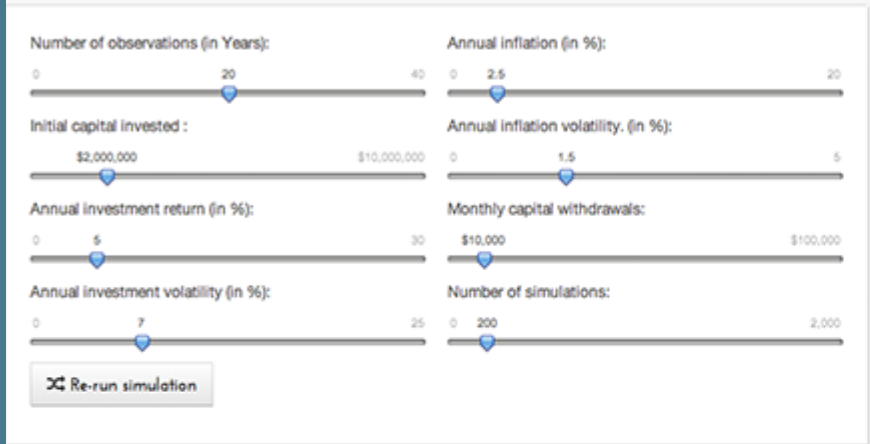 Number of observations (in Years):
0 20 40
Initial capital invested :
$2,000,000 $10,000,000
Annual investment return (in %):
0 5 30
Annual investment volatility (in %):
0 7 25
Re-run simulation
Annual inflation (in %):
0 2.5 20
Annual inflation volatility. (in %):
0 1.5 5
Monthly capital withdrawals:
$10,000 $100,000
Number of simulations:
0 200 2,000